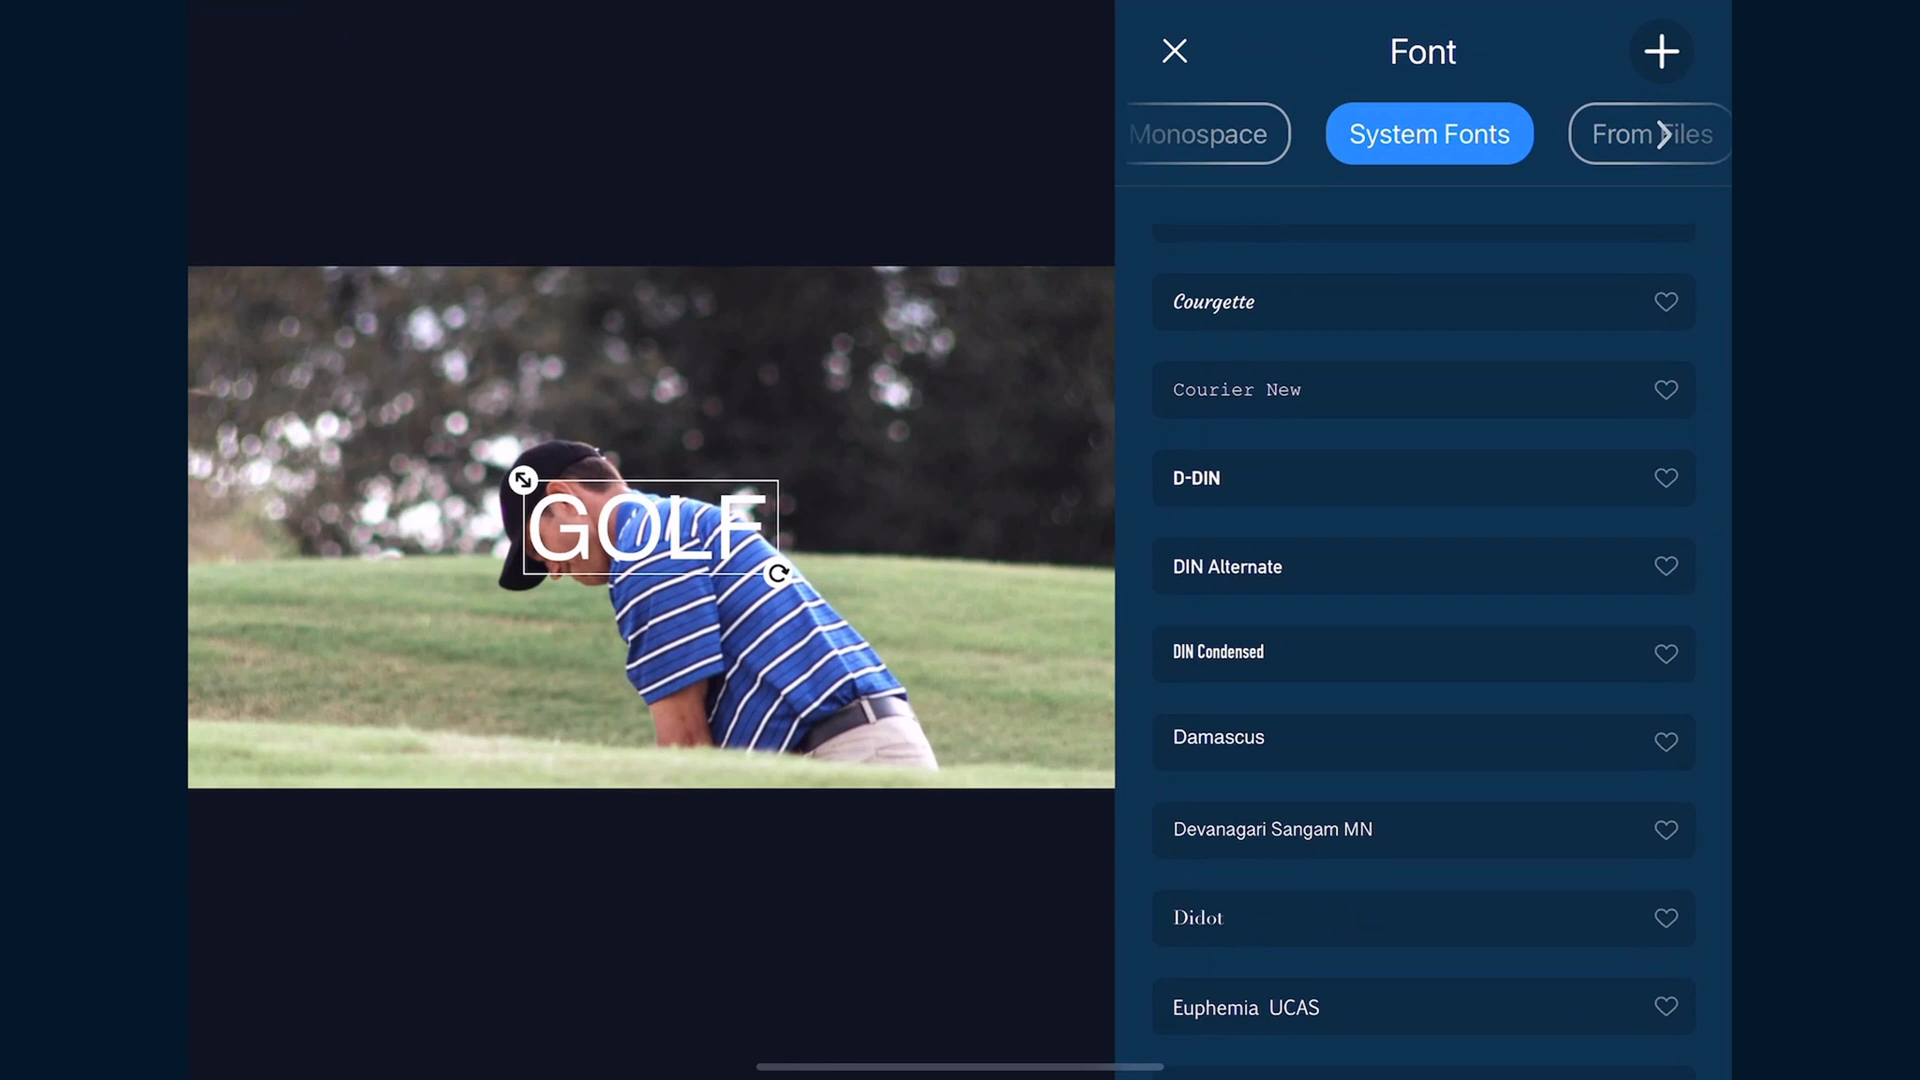 Font
Monospace
System Fonts
From Files
Courgette
Courier New
D-DIN
DIN Alternate
DIN Condensed
Damascus
Devanagari Sangam MN
Didot
Euphemia UCAS
GOLF